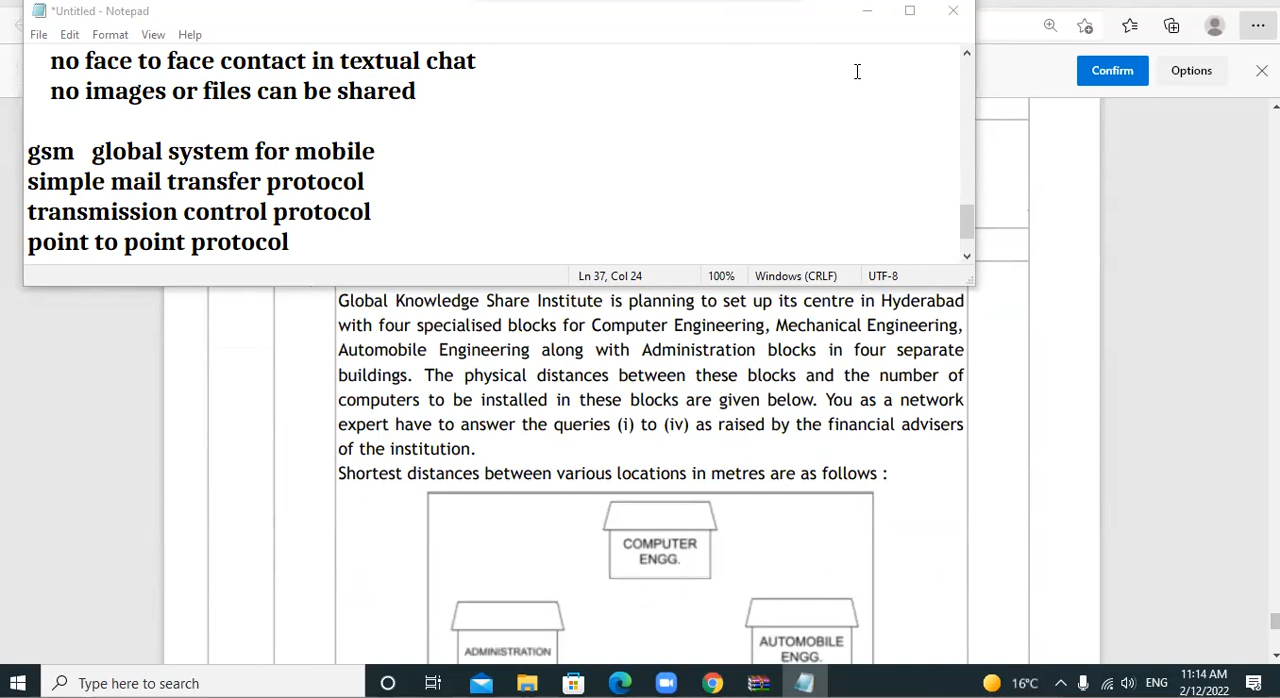 *Untitled - Notepad
File Edit Format View Help
no face to face contact in textual chat
no images or files can be shared
gsm global system for mobile
simple mail transfer protocol
transmission control protocol
point to point protocol
Ln 37, Col 24 100% Windows (CRLF) UTF-8
Confirm Options
Global Knowledge Share Institute is planning to set up its centre in Hyderabad
with four specialised blocks for Computer Engineering, Mechanical Engineering,
Automobile Engineering along with Administration blocks in four separate
buildings. The physical distances between these blocks and the number of
computers to be installed in these blocks are given below. You as a network
expert have to answer the queries (i) to (iv) as raised by the financial advisers
of the institution.
Shortest distances between various locations in metres are as follows :
COMPUTER
ENGG.
ADMINISTRATION
AUTOMOBILE
ENGG.
Type here to search
16°C
ENG
11:14 AM
2/12/2022